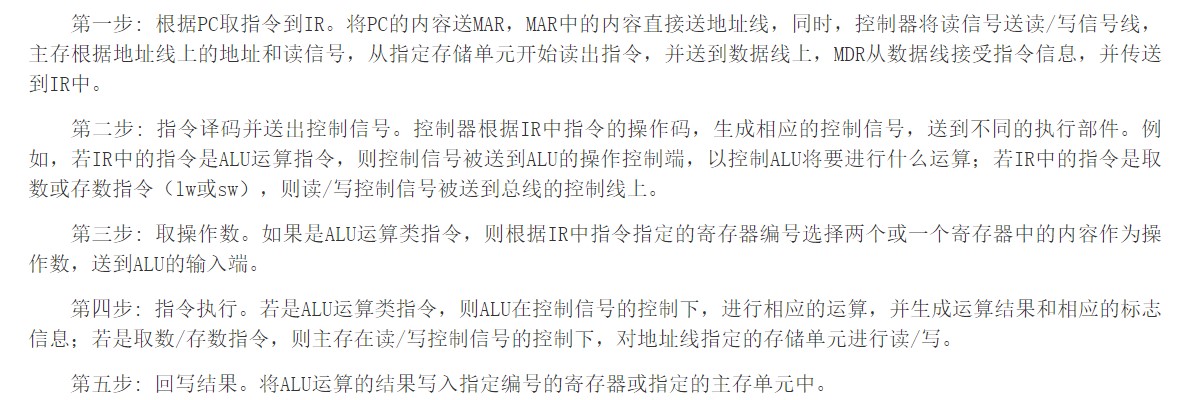 第一步: 根据PC取指令到IR。将PC的内容送MAR，MAR中的内容直接送地址线，同时，控制器将读信号送读/写信号线，
主存根据地址线上的地址和读信号，从指定存储单元开始读出指令，并送到数据线上，MDR从数据线接受指令信息，并传送
到IR中。
第二步: 指令译码并送出控制信号。控制器根据IR中指令的操作码，生成相应的控制信号，送到不同的执行部件。例
如，若IR中的指令是ALU运算指令，则控制信号被送到ALU的操作控制端，以控制ALU将要进行什么运算；若IR中的指令是取
数或存数指令（lw或sw），则读/写控制信号被送到总线的控制线上。
第三步: 取操作数。如果是ALU运算类指令，则根据IR中指令指定的寄存器编号选择两个或一个寄存器中的内容作为操
作数，送到ALU的输入端。
第四步: 指令执行。若是ALU运算类指令，则ALU在控制信号的控制下，进行相应的运算，并生成运算结果和相应的标志
信息；若是取数/存数指令，则主存在读/写控制信号的控制下，对地址线指定的存储单元进行读/写。
第五步: 回写结果。将ALU运算的结果写入指定编号的寄存器或指定的主存单元中。